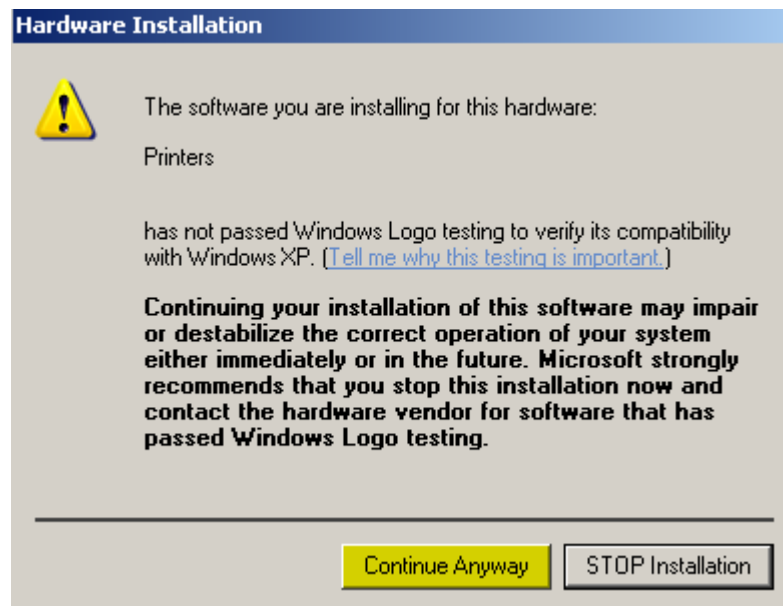 Hardware Installation
The software you are installing for this hardware:
Printers
has not passed Windows Logo testing to verify its compatibility
with Windows XP. (Tell me why this testing is important.)
Continuing your installation of this software may impair
or destabilize the correct operation of your system
either immediately or in the future. Microsoft strongly
recommends that you stop this installation now and
contact the hardware vendor for software that has
passed Windows Logo testing.
Continue Anyway
STOP Installation